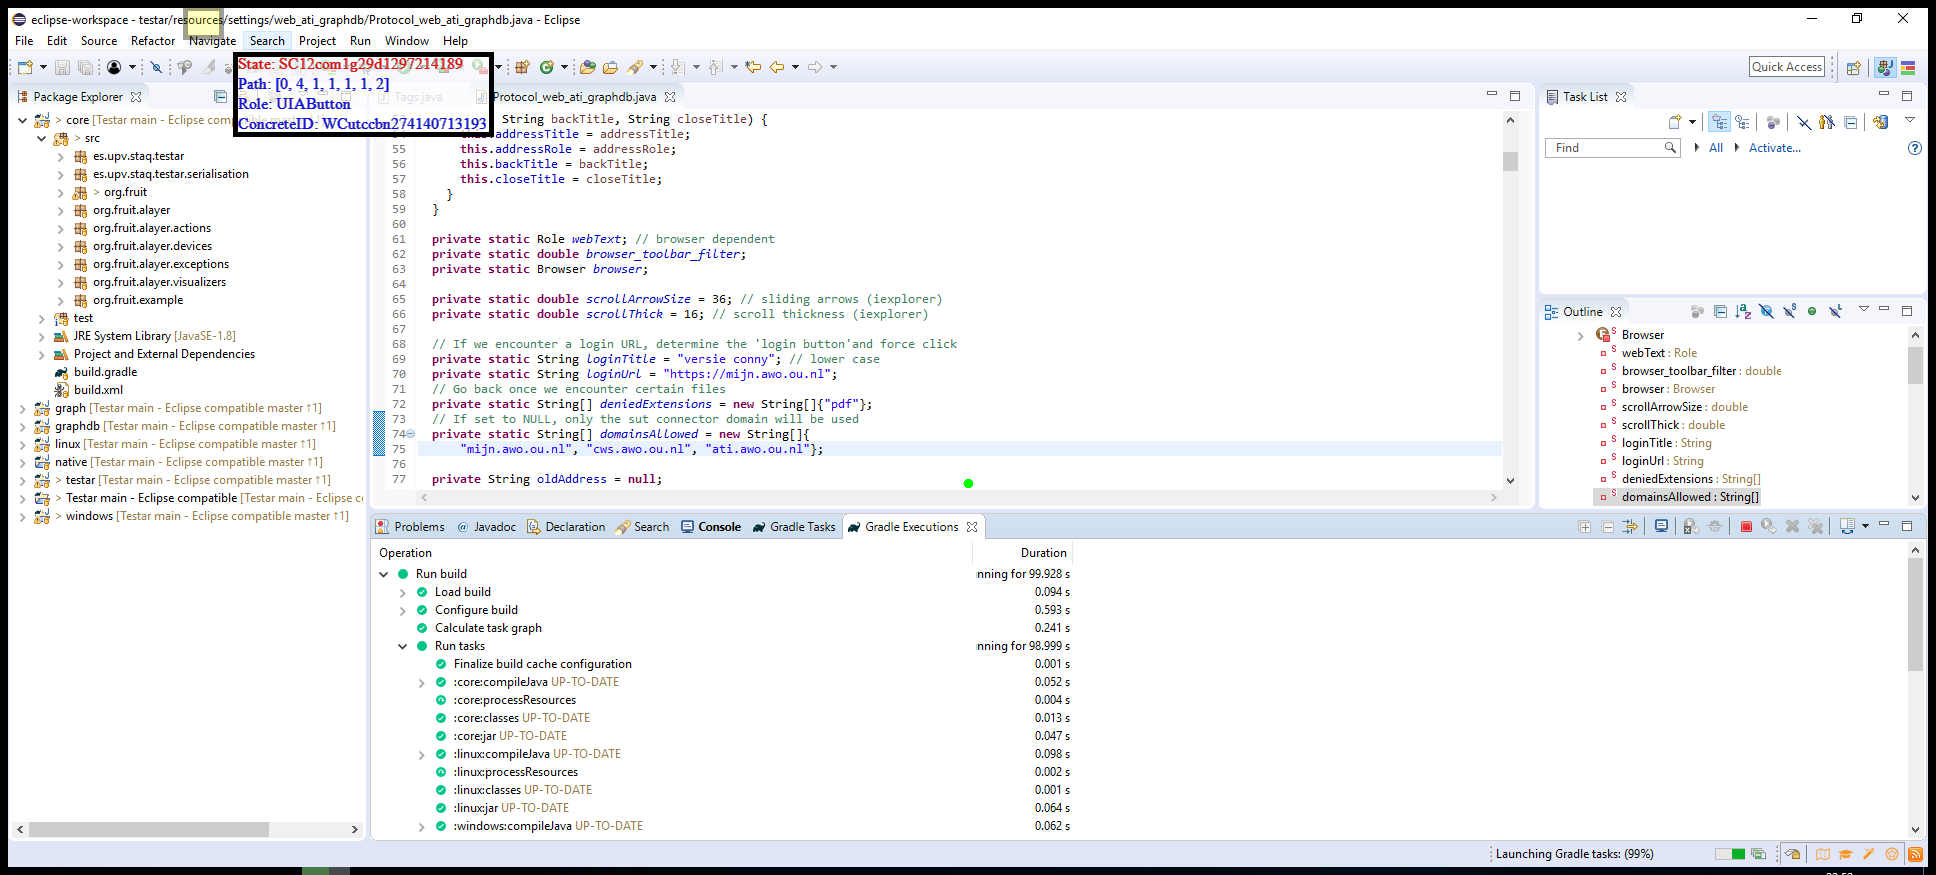 eclipse-workspace - testar/resources/settings/web_ati_graphdb/Protocol_web_ati_graphdb.java - Eclipse
File Edit Source Refactor Navigate Search Project Run Window Help
State: SC12com1g29d1297214189
Path: [0, 4, 1, 1, 1, 1, 2]
Role: UIAButton
ConcreteID: WCutccbn274140713193
Quick Access
Package Explorer
> core [Testar main - Eclipse compatible master ↑1]
> src
es.upv.staq.testar
es.upv.staq.testar.serialisation
> org.fruit
org.fruit.alayer
org.fruit.alayer.actions
org.fruit.alayer.devices
org.fruit.alayer.exceptions
org.fruit.alayer.visualizers
org.fruit.example
test
JRE System Library [JavaSE-1.8]
Project and External Dependencies
build.gradle
build.xml
graph [Testar main - Eclipse compatible master ↑1]
graphdb [Testar main - Eclipse compatible master ↑1]
linux [Testar main - Eclipse compatible master ↑1]
native [Testar main - Eclipse compatible master ↑1]
> testar [Testar main - Eclipse compatible master ↑1]
> Testar main - Eclipse compatible [Testar main - Eclipse c
> windows [Testar main - Eclipse compatible master ↑1]
Tags.java Protocol_web_ati_graphdb.java
String backTitle, String closeTitle) {
.addressTitle = addressTitle;
55 this.addressRole = addressRole;
56 this.backTitle = backTitle;
57 this.closeTitle = closeTitle;
58 }
59 }
60
61 private static Role webText; // browser dependent
62 private static double browser_toolbar_filter;
63 private static Browser browser;
64
65 private static double scrollArrowSize = 36; // sliding arrows (iexplorer)
66 private static double scrollThick = 16; // scroll thickness (iexplorer)
67
68 // If we encounter a login URL, determine the 'login button'and force click
69 private static String loginTitle = "versie conny"; // lower case
70 private static String loginUrl = "https://mijn.awo.ou.nl";
71 // Go back once we encounter certain files
72 private static String[] deniedExtensions = new String[]{"pdf"};
73 // If set to NULL, only the sut connector domain will be used
74 private static String[] domainsAllowed = new String[]{
75 "mijn.awo.ou.nl", "cws.awo.ou.nl", "ati.awo.ou.nl"};
76
77 private String oldAddress = null;
Task List
Find All Activate...
Outline
Browser
webText : Role
browser_toolbar_filter : double
browser : Browser
scrollArrowSize : double
scrollThick : double
loginTitle : String
loginUrl : String
deniedExtensions : String[]
domainsAllowed : String[]
Problems @ Javadoc Declaration Search Console Gradle Tasks Gradle Executions
Operation Duration
Run build nning for 99.928 s
Load build 0.094 s
Configure build 0.593 s
Calculate task graph 0.241 s
Run tasks nning for 98.999 s
Finalize build cache configuration 0.001 s
:core:compileJava UP-TO-DATE 0.052 s
:core:processResources 0.004 s
:core:classes UP-TO-DATE 0.013 s
:core:jar UP-TO-DATE 0.047 s
:linux:compileJava UP-TO-DATE 0.098 s
:linux:processResources 0.002 s
:linux:classes UP-TO-DATE 0.001 s
:linux:jar UP-TO-DATE 0.064 s
:windows:compileJava UP-TO-DATE 0.062 s
Launching Gradle tasks: (99%)